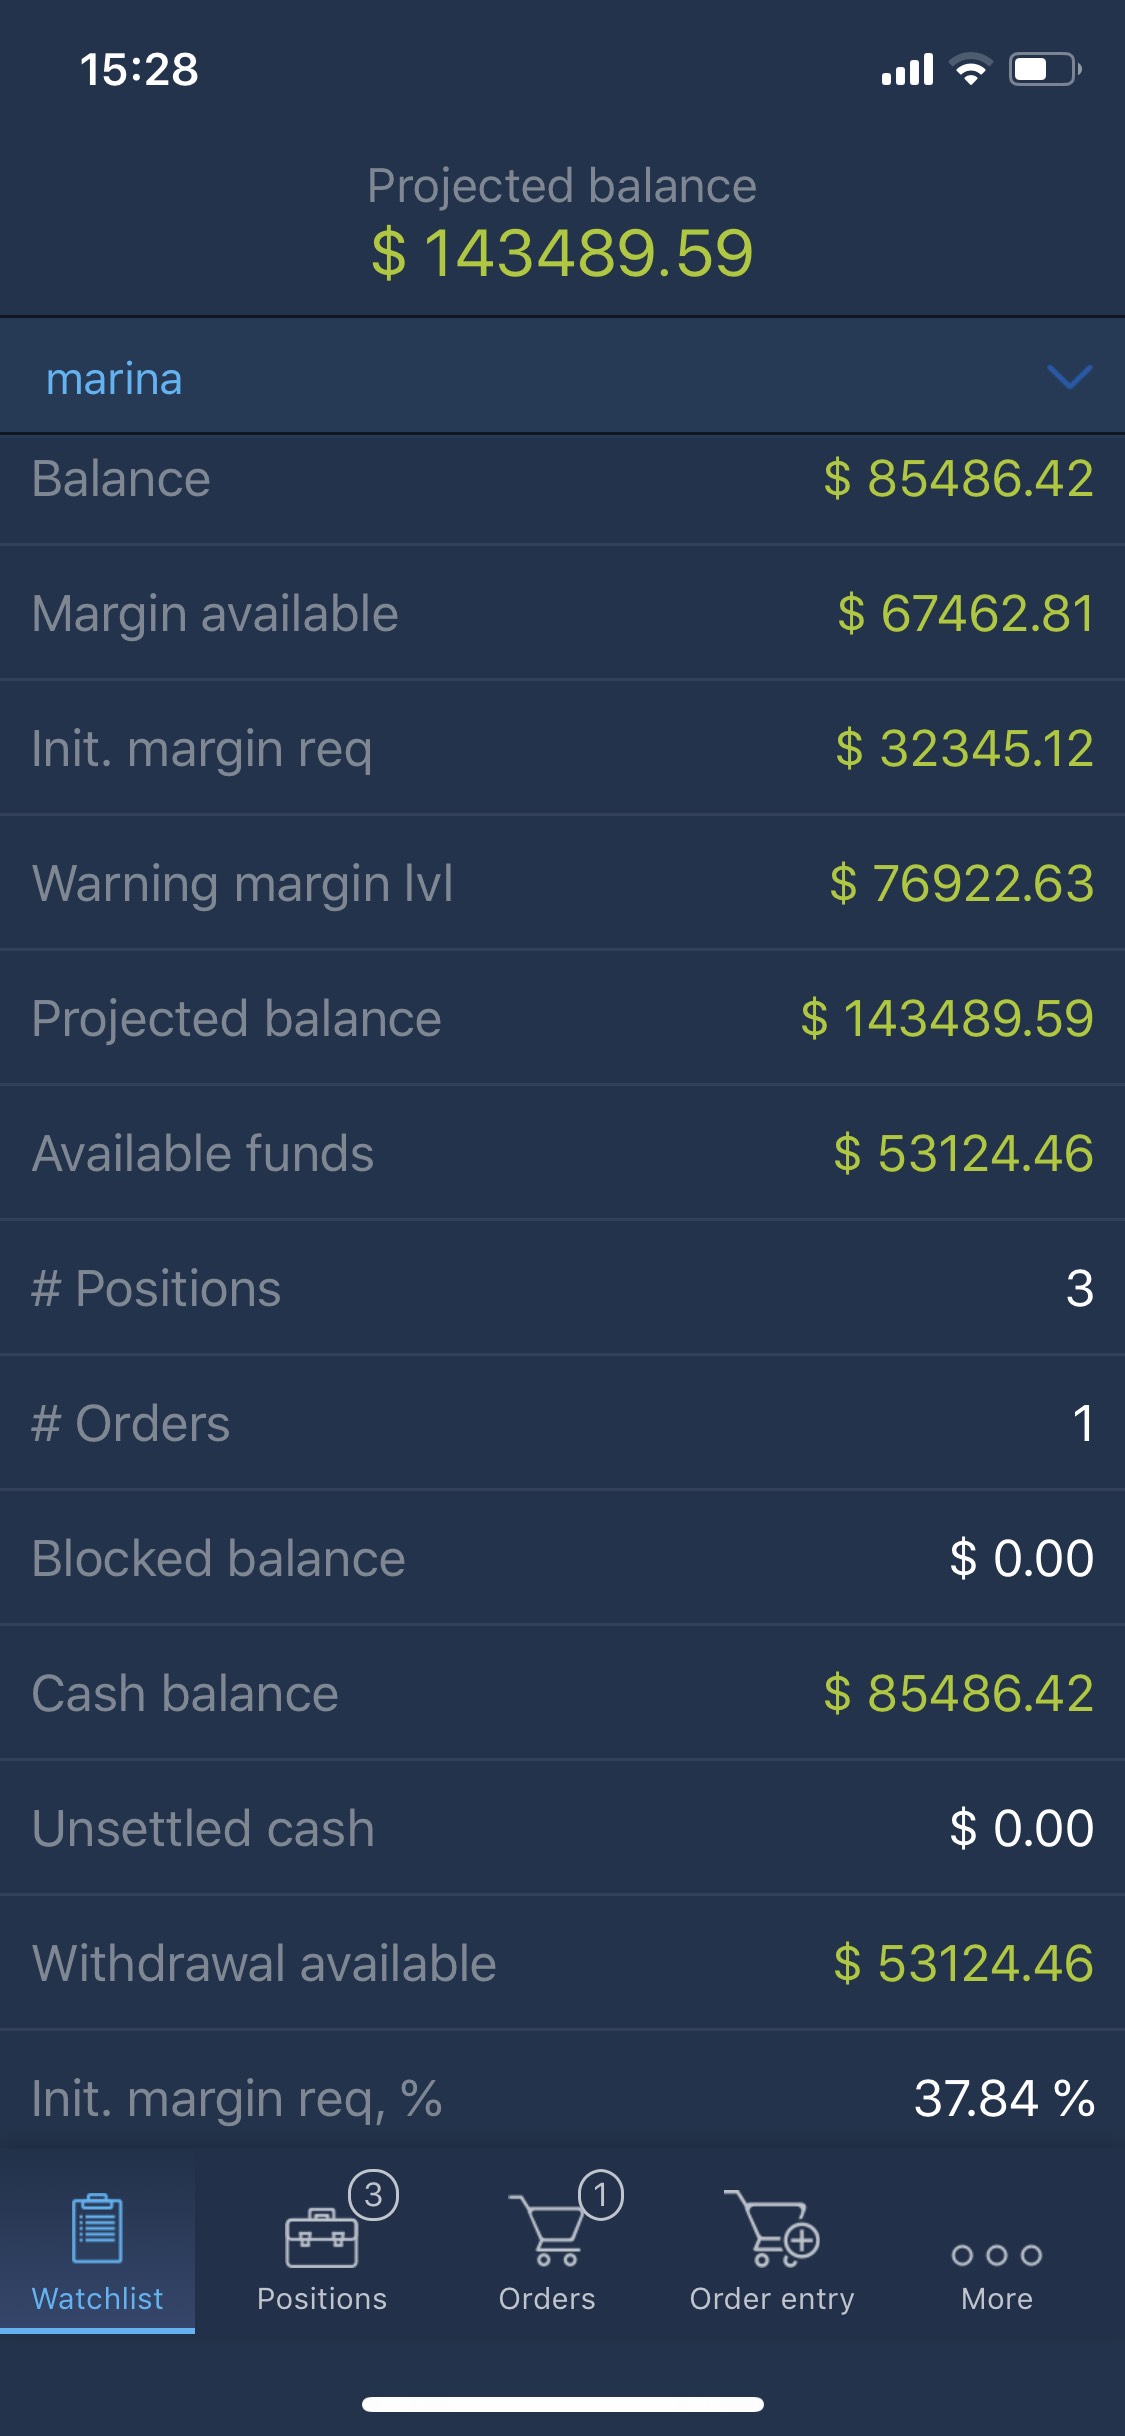 15:28
Projected balance
$ 143489.59
marina
Balance $ 85486.42
Margin available $ 67462.81
Init. margin req $ 32345.12
Warning margin lvl $ 76922.63
Projected balance $ 143489.59
Available funds $ 53124.46
# Positions 3
# Orders 1
Blocked balance $ 0.00
Cash balance $ 85486.42
Unsettled cash $ 0.00
Withdrawal available $ 53124.46
Init. margin req, % 37.84 %
3 1
Watchlist Positions Orders Order entry More